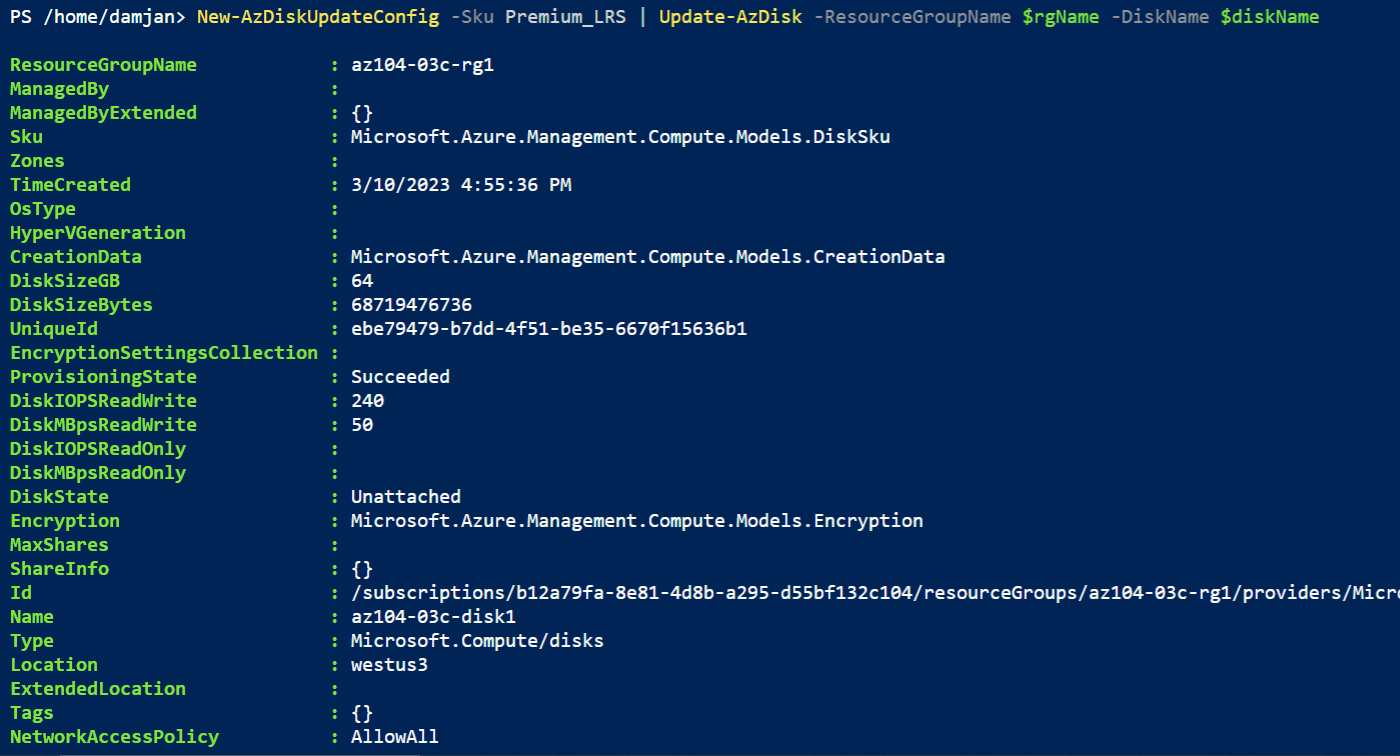 PS /home/damjan> New-AzDiskUpdateConfig -Sku Premium_LRS | Update-AzDisk -ResourceGroupName $rgName -DiskName $diskName
ResourceGroupName : az104-03c-rg1
ManagedBy :
ManagedByExtended : {}
Sku : Microsoft.Azure.Management.Compute.Models.DiskSku
Zones :
TimeCreated : 3/10/2023 4:55:36 PM
OsType :
HyperVGeneration :
CreationData : Microsoft.Azure.Management.Compute.Models.CreationData
DiskSizeGB : 64
DiskSizeBytes : 68719476736
UniqueId : ebe79479-b7dd-4f51-be35-6670f15636b1
EncryptionSettingsCollection :
ProvisioningState : Succeeded
DiskIOPSReadWrite : 240
DiskMBpsReadWrite : 50
DiskIOPSReadOnly :
DiskMBpsReadOnly :
DiskState : Unattached
Encryption : Microsoft.Azure.Management.Compute.Models.Encryption
MaxShares :
ShareInfo : {}
Id : /subscriptions/b12a79fa-8e81-4d8b-a295-d55bf132c104/resourceGroups/az104-03c-rg1/providers/Micro
Name : az104-03c-disk1
Type : Microsoft.Compute/disks
Location : westus3
ExtendedLocation :
Tags : {}
NetworkAccessPolicy : AllowAll